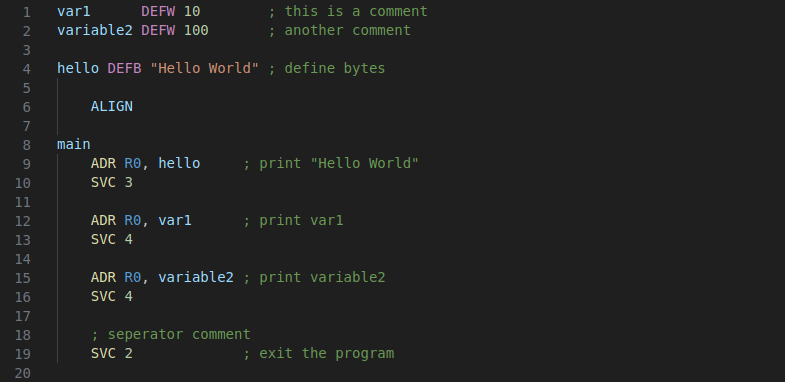 1 var1      DEFW 10        ; this is a comment
2 variable2 DEFW 100       ; another comment
3
4 hello DEFB "Hello World" ; define bytes
5
6     ALIGN
7
8 main
9     ADR R0, hello     ; print "Hello World"
10     SVC 3
11
12     ADR R0, var1      ; print var1
13     SVC 4
14
15     ADR R0, variable2 ; print variable2
16     SVC 4
17
18     ; seperator comment
19     SVC 2             ; exit the program
20